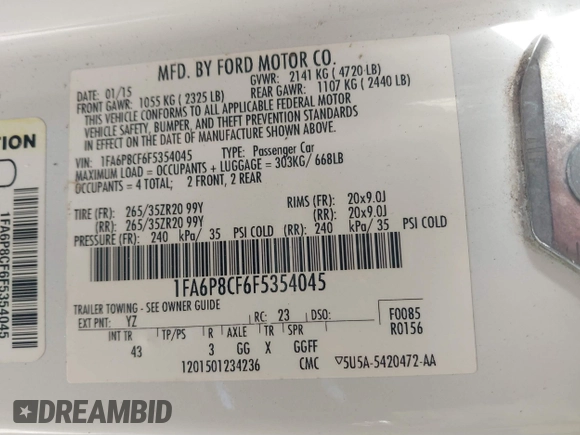 MFD. BY FORD MOTOR CO.
DATE: 01/15 GVWR: 2141 KG ( 4720 LB)
FRONT GAWR: 1055 KG ( 2325 LB) REAR GAWR: 1107 KG ( 2440 LB)
THIS VEHICLE CONFORMS TO ALL APPLICABLE FEDERAL MOTOR
VEHICLE SAFETY, BUMPER, AND THEFT PREVENTION STANDARDS
IN EFFECT ON THE DATE OF MANUFACTURE SHOWN ABOVE.
VIN: 1FA6P8CF6F5354045 TYPE: Passenger Car
MAXIMUM LOAD = OCCUPANTS + LUGGAGE = 303KG/ 668LB
OCCUPANTS = 4 TOTAL; 2 FRONT, 2 REAR
TIRE (FR): 265/35ZR20 99Y RIMS (FR): 20x9.0J
(RR): 265/35ZR20 99Y (RR): 20x9.0J
PRESSURE (FR): 240 kPa/ 35 PSI COLD (RR): 240 kPa/ 35 PSI COLD
1FA6P8CF6F5354045
TRAILER TOWING - SEE OWNER GUIDE
EXT PNT: YZ RC: 23 DSO: F0085
R0156
INT TR TP/PS R AXLE TR SPR
43 3 GG X GGFF
1201501234236 CMC 5U5A-5420472-AA
TION
1FA6P8CF6F5354045
DREAMBID